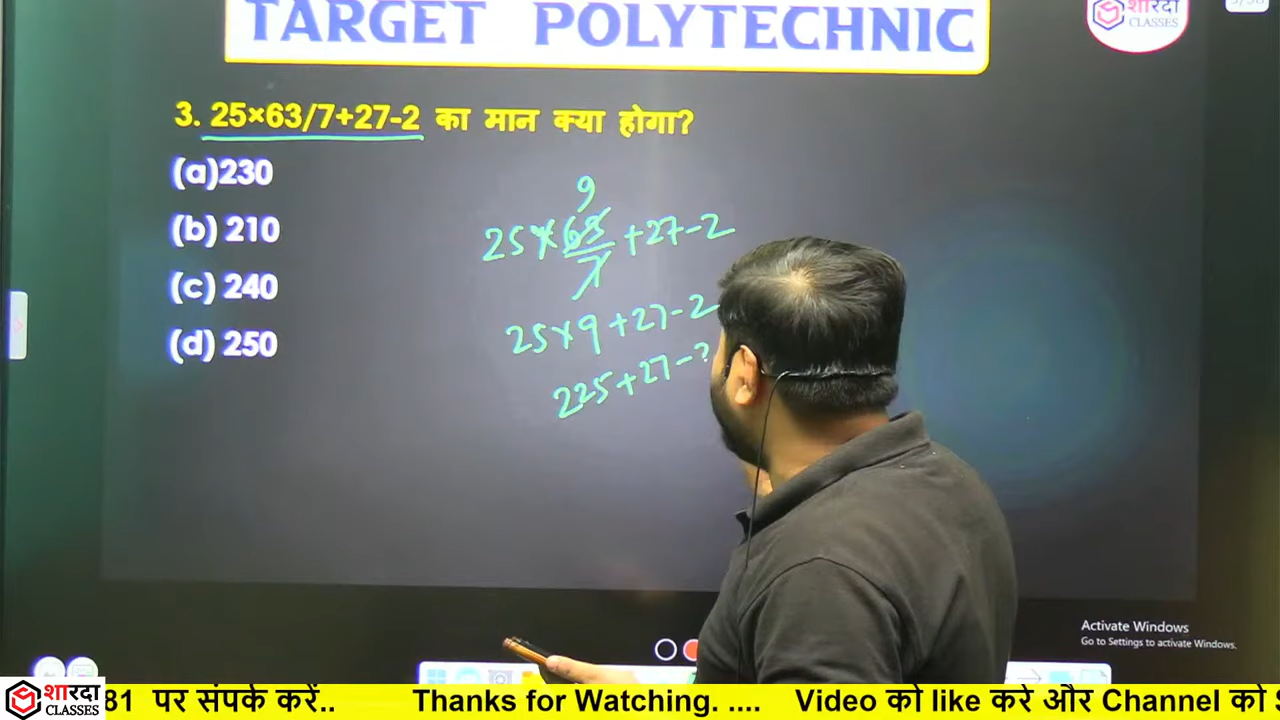 TARGET POLYTECHNIC
शारदा
CLASSES
3. 25×63/7+27-2 का मान क्या होगा?
(a)230
(b) 210
(c) 240
(d) 250
9
25×63/7+27-2
25×9+27-2
225+27-?
Activate Windows
Go to Settings to activate Windows.
शारदा
CLASSES
81 पर संपर्क करें.. Thanks for Watching. .... Video को like करे और Channel को